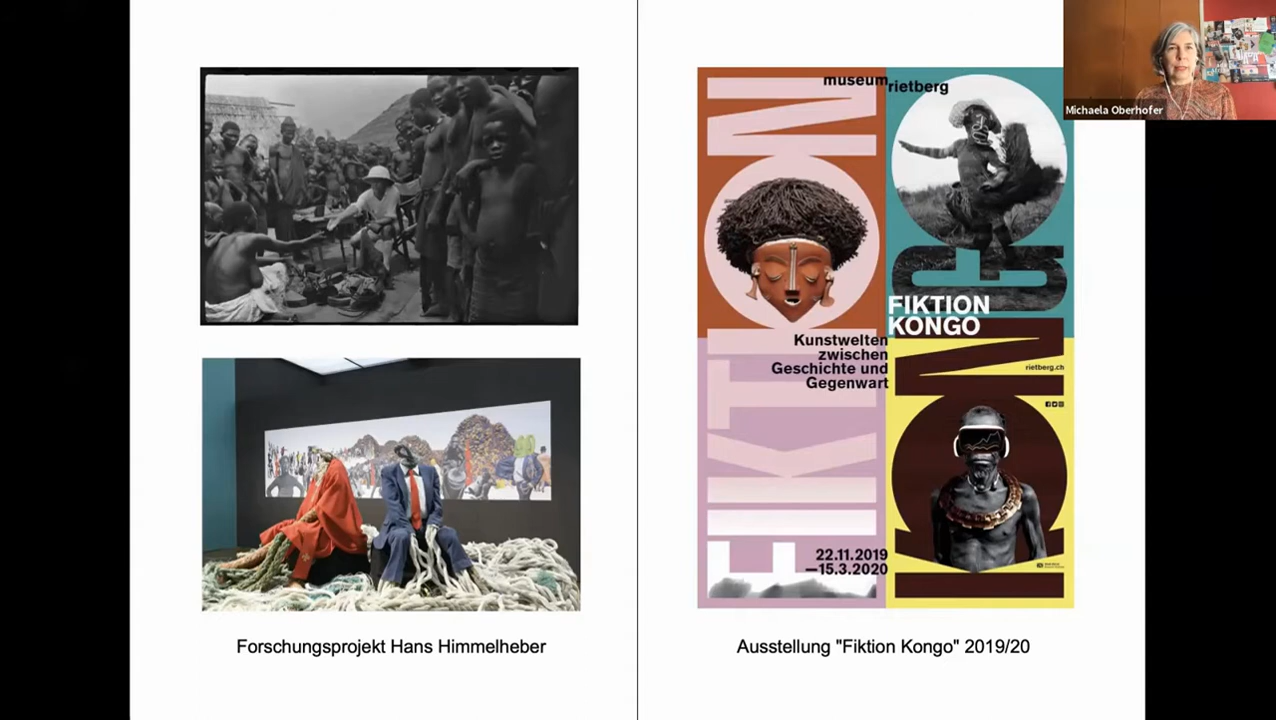 Michaela Oberhofer
museum rietberg
FIKTION
KONGO
FIKTION
KONGO
Kunstwelten
zwischen
Geschichte und
Gegenwart
rietberg.ch
22.11.2019
—15.3.2020
Forschungsprojekt Hans Himmelheber
Ausstellung "Fiktion Kongo" 2019/20